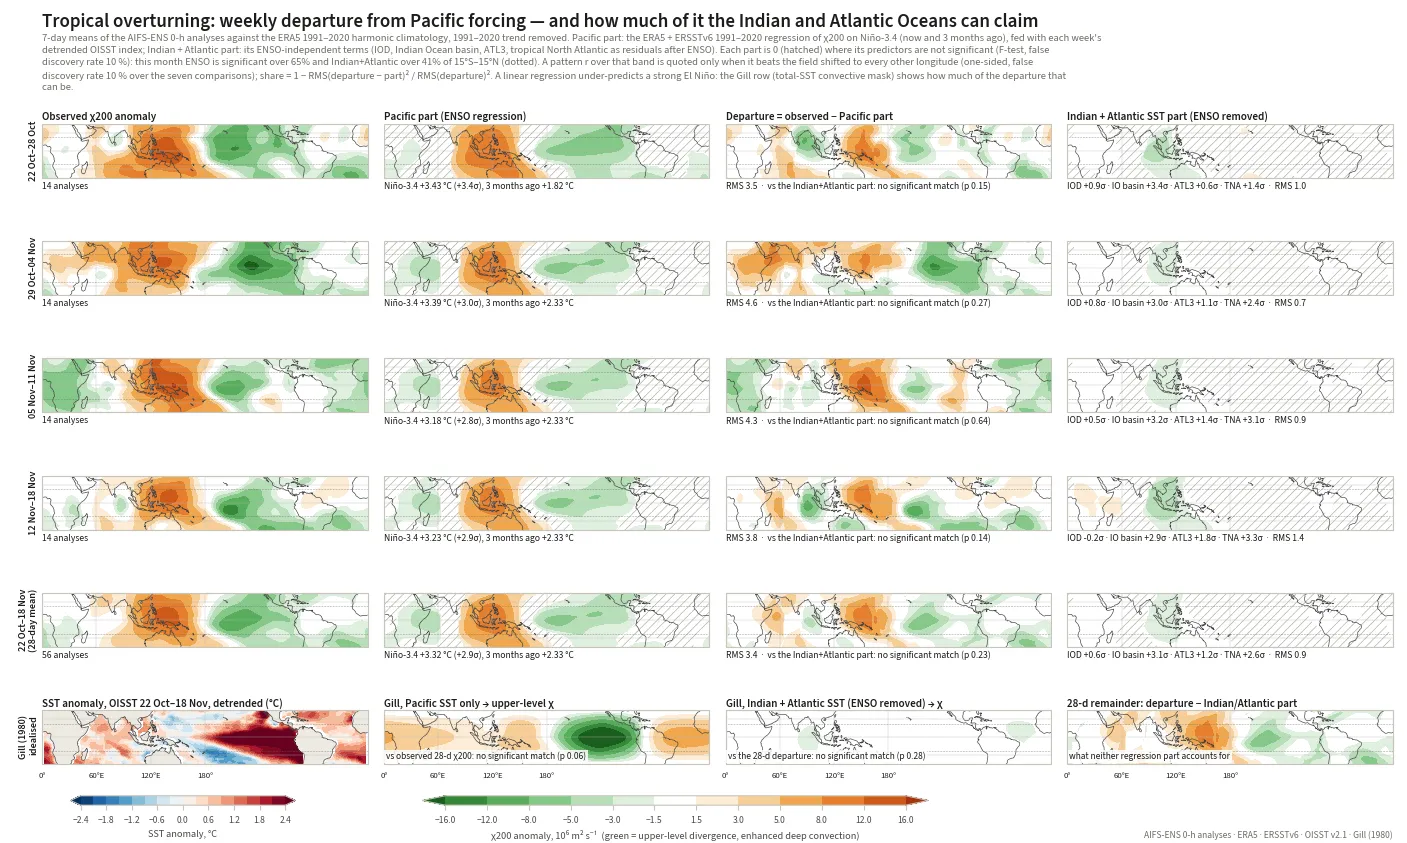 Tropical overturning: weekly departure from Pacific forcing — and how much of it the Indian and Atlantic Oceans can claim
7-day means of the AIFS-ENS 0-h analyses against the ERA5 1991–2020 harmonic climatology, 1991–2020 trend removed. Pacific part: the ERA5 + ERSSTv6 1991–2020 regression of χ200 on Niño-3.4 (now and 3 months ago), fed with each week's
detrended OISST index; Indian + Atlantic part: its ENSO-independent terms (IOD, Indian Ocean basin, ATL3, tropical North Atlantic as residuals after ENSO). Each part is 0 (hatched) where its predictors are not significant (F-test, false
discovery rate 10 %): this month ENSO is significant over 65% and Indian+Atlantic over 41% of 15°S–15°N (dotted). A pattern r over that band is quoted only when it beats the field shifted to every other longitude (one-sided, false
discovery rate 10 % over the seven comparisons); share = 1 − RMS(departure − part)² / RMS(departure)². A linear regression under-predicts a strong El Niño: the Gill row (total-SST convective mask) shows how much of the departure that
can be.
Observed χ200 anomaly
Pacific part (ENSO regression)
Departure = observed − Pacific part
Indian + Atlantic SST part (ENSO removed)
22 Oct–28 Oct
14 analyses
Niño-3.4 +3.43 °C (+3.4σ), 3 months ago +1.82 °C
RMS 3.5 · vs the Indian+Atlantic part: no significant match (p 0.15)
IOD +0.9σ · IO basin +3.4σ · ATL3 +0.6σ · TNA +1.4σ · RMS 1.0
29 Oct–04 Nov
14 analyses
Niño-3.4 +3.39 °C (+3.0σ), 3 months ago +2.33 °C
RMS 4.6 · vs the Indian+Atlantic part: no significant match (p 0.27)
IOD +0.8σ · IO basin +3.0σ · ATL3 +1.1σ · TNA +2.4σ · RMS 0.7
05 Nov–11 Nov
14 analyses
Niño-3.4 +3.18 °C (+2.8σ), 3 months ago +2.33 °C
RMS 4.3 · vs the Indian+Atlantic part: no significant match (p 0.64)
IOD +0.5σ · IO basin +3.2σ · ATL3 +1.4σ · TNA +3.1σ · RMS 0.9
12 Nov–18 Nov
14 analyses
Niño-3.4 +3.23 °C (+2.9σ), 3 months ago +2.33 °C
RMS 3.8 · vs the Indian+Atlantic part: no significant match (p 0.14)
IOD -0.2σ · IO basin +2.9σ · ATL3 +1.8σ · TNA +3.3σ · RMS 1.4
22 Oct–18 Nov
(28-day mean)
56 analyses
Niño-3.4 +3.32 °C (+2.9σ), 3 months ago +2.33 °C
RMS 3.4 · vs the Indian+Atlantic part: no significant match (p 0.23)
IOD +0.6σ · IO basin +3.1σ · ATL3 +1.2σ · TNA +2.6σ · RMS 0.9
SST anomaly, OISST 22 Oct–18 Nov, detrended (°C)
Gill, Pacific SST only → upper-level χ
Gill, Indian + Atlantic SST (ENSO removed) → χ
28-d remainder: departure − Indian/Atlantic part
Gill (1980)
idealised
vs observed 28-d χ200: no significant match (p 0.06)
vs the 28-d departure: no significant match (p 0.28)
what neither regression part accounts for
0° 60°E 120°E 180° 0° 60°E 120°E 180° 0° 60°E 120°E 180° 0° 60°E 120°E 180°
−2.4 −1.8 −1.2 −0.6 0.0 0.6 1.2 1.8 2.4
SST anomaly, °C
−16.0 −12.0 −8.0 −5.0 −3.0 −1.5 1.5 3.0 5.0 8.0 12.0 16.0
χ200 anomaly, 10⁶ m² s⁻¹ (green = upper-level divergence, enhanced deep convection)
AIFS-ENS 0-h analyses · ERA5 · ERSSTv6 · OISST v2.1 · Gill (1980)